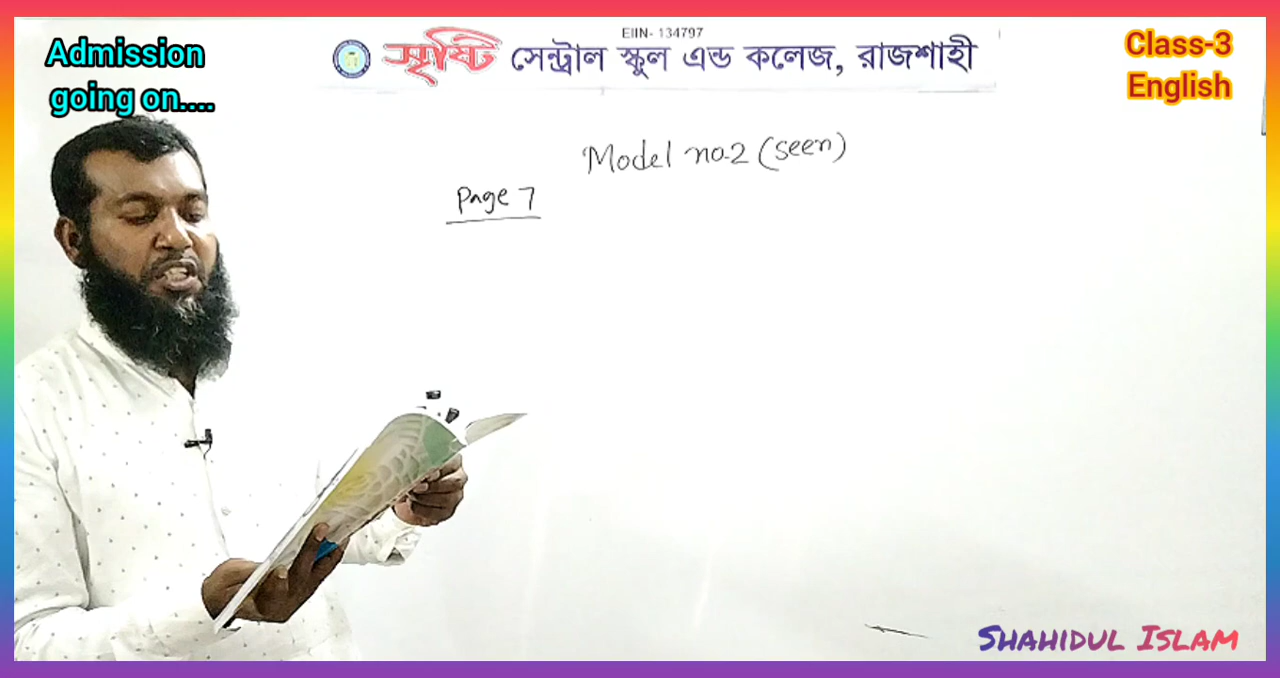 Admission
going on....
EIIN- 134797
সৃষ্টি সেন্ট্রাল স্কুল এন্ড কলেজ, রাজশাহী
Class-3
English
Model no.2 (seen)
Page 7
SHAHIDUL ISLAM